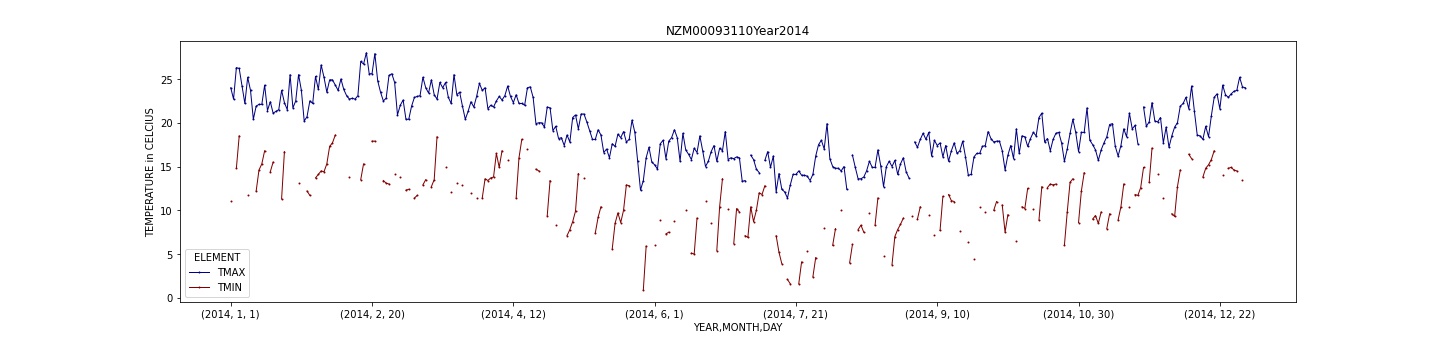 NZM00093110Year2014
TEMPERATURE in CELCIUS
25
20
15
10
5
0
ELEMENT
TMAX
TMIN
(2014, 1, 1)
(2014, 2, 20)
(2014, 4, 12)
(2014, 6, 1)
(2014, 7, 21)
(2014, 9, 10)
(2014, 10, 30)
(2014, 12, 22)
YEAR,MONTH,DAY